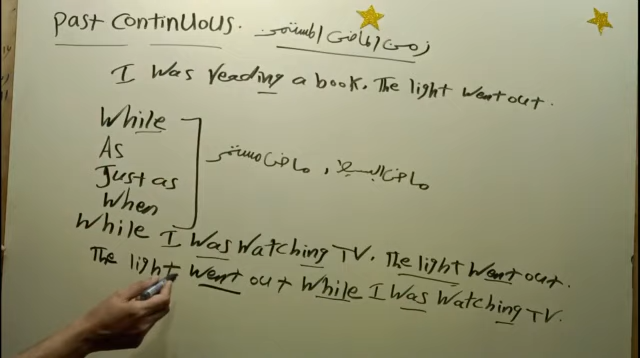 Past Continuous. زمن الماضي المستمر
I was reading a book. The light went out.
While
As
Just as
When
ماضي بسيط , ماضي مستمر
While I was watching TV. The light went out.
The light went out while I was watching TV.